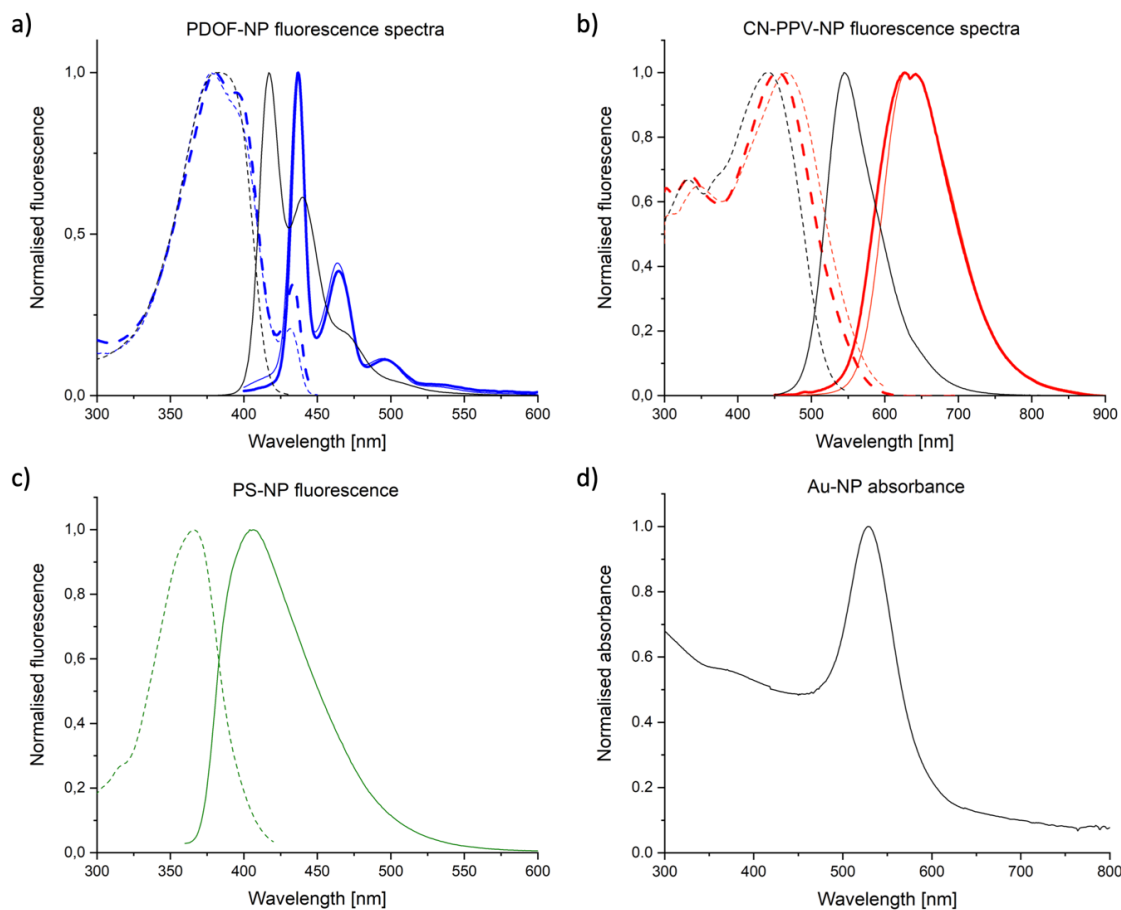 a)
PDOF-NP fluorescence spectra
1,0
0,5
0,0
Normalised fluorescence
300 350 400 450 500 550 600
Wavelength [nm]
b)
CN-PPV-NP fluorescence spectra
1,0
0,8
0,6
0,4
0,2
0,0
Normalised fluorescence
300 400 500 600 700 800 900
Wavelength [nm]
c)
PS-NP fluorescence
1,0
0,8
0,6
0,4
0,2
0,0
Normalised fluorescence
300 350 400 450 500 550 600
Wavelength [nm]
d)
Au-NP absorbance
1,0
0,8
0,6
0,4
0,2
0,0
Normalised absorbance
300 400 500 600 700 800
Wavelength [nm]